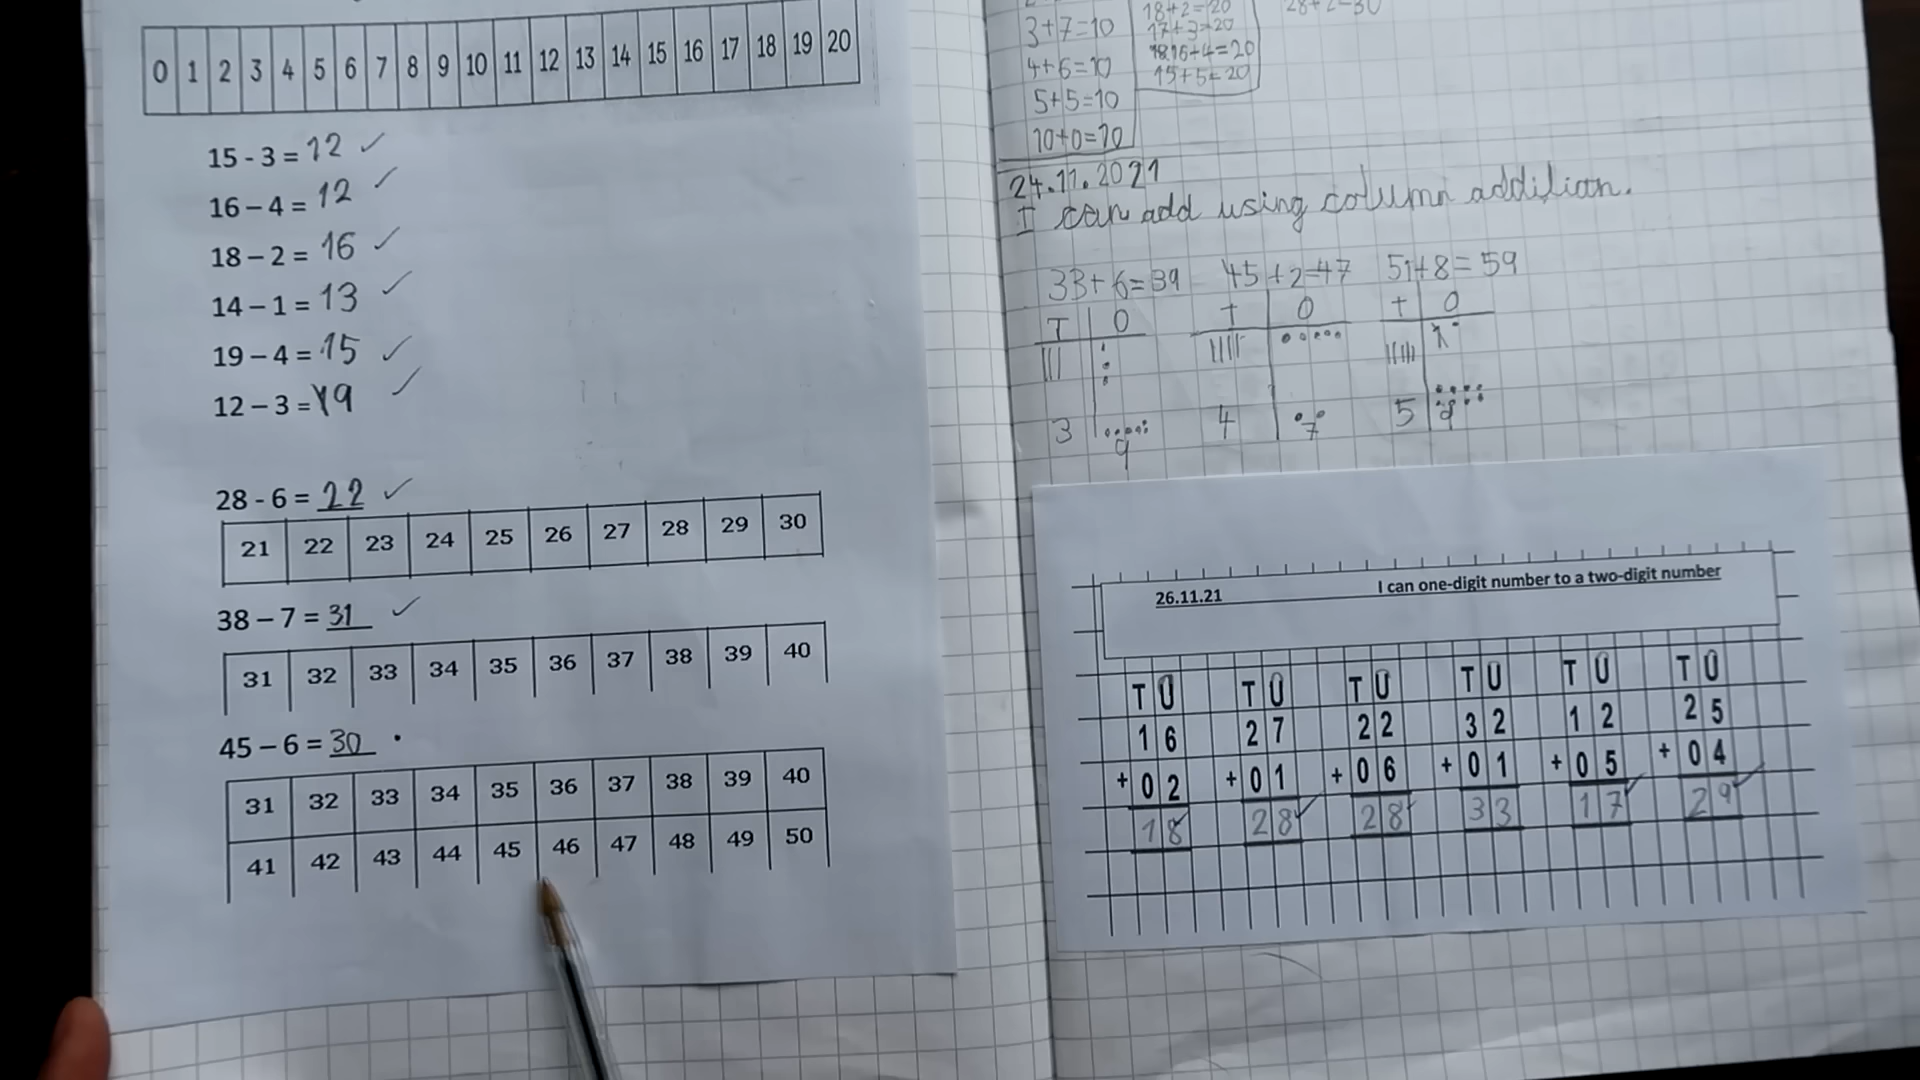 0 1 2 3 4 5 6 7 8 9 10 11 12 13 14 15 16 17 18 19 20
15 - 3 = 12 ✓
16 – 4 = 12 ✓
18 – 2 = 16 ✓
14 – 1 = 13 ✓
19 – 4 = 15 ✓
12 – 3 = 9 ✓
28 - 6 = 22 ✓
21 22 23 24 25 26 27 28 29 30
38 – 7 = 31 ✓
31 32 33 34 35 36 37 38 39 40
45 – 6 = 30 •
31 32 33 34 35 36 37 38 39 40
41 42 43 44 45 46 47 48 49 50
3+7=10
4+6=10
5+5=10
10+0=10
18+2=20
17+3=20
16+4=20
15+5=20
28+2=30
24.11.2021
I can add using column addition.
33+6=39 45+2=47 51+8=59
T O T O T O
3 9 4 7 5 9
26.11.21 I can one-digit number to a two-digit number
T U T U T U T U T U T U
1 6 2 7 2 2 3 2 1 2 2 5
+ 0 2 + 0 1 + 0 6 + 0 1 + 0 5 + 0 4
1 8 2 8 2 8 3 3 1 7 2 9